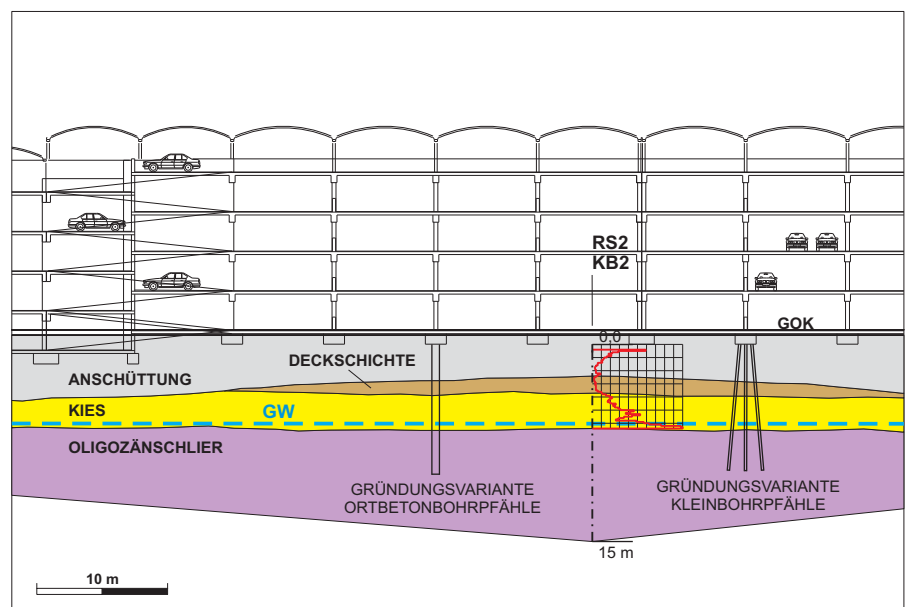 RS2
KB2
GOK
0,0
DECKSCHICHTE
ANSCHÜTTUNG
KIES
GW
OLIGOZÄNSCHLIER
GRÜNDUNGSVARIANTE
ORTBETONBOHRPFÄHLE
GRÜNDUNGSVARIANTE
KLEINBOHRPFÄHLE
15 m
10 m